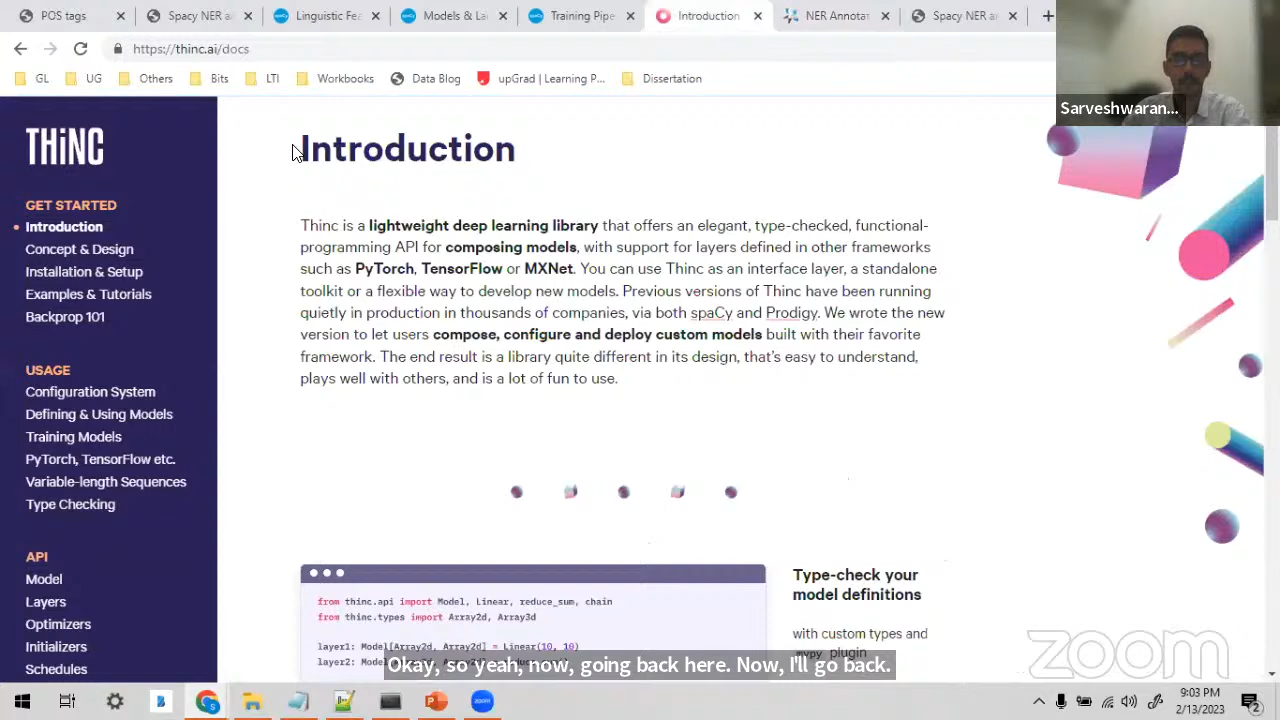 POS tags
Spacy NER a
Linguistic Fe
Models & La
Training Pipe
Introduction
NER Annotat
Spacy NER a
https://thinc.ai/docs
GL
UG
Others
Bits
LTI
Workbooks
Data Blog
upGrad | Learning P...
Dissertation
Sarveshwaran...
THiNC
GET STARTED
Introduction
Concept & Design
Installation & Setup
Examples & Tutorials
Backprop 101
USAGE
Configuration System
Defining & Using Models
Training Models
PyTorch, TensorFlow etc.
Variable-length Sequences
Type Checking
API
Model
Layers
Optimizers
Initializers
Schedules
Introduction
Thinc is a lightweight deep learning library that offers an elegant, type-checked, functional-
programming API for composing models, with support for layers defined in other frameworks
such as PyTorch, TensorFlow or MXNet. You can use Thinc as an interface layer, a standalone
toolkit or a flexible way to develop new models. Previous versions of Thinc have been running
quietly in production in thousands of companies, via both spaCy and Prodigy. We wrote the new
version to let users compose, configure and deploy custom models built with their favorite
framework. The end result is a library quite different in its design, that's easy to understand,
plays well with others, and is a lot of fun to use.
from thinc.api import Model, Linear, reduce_sum, chain
from thinc.types import Array2d, Array3d
layer1: Model[Array2d, Array2d] = Linear(10, 10)
layer2: Model
Type-check your
model definitions
with custom types and
mypy plugin
Okay, so yeah, now, going back here. Now, I'll go back.
zoom
9:03 PM
2/13/2023
2